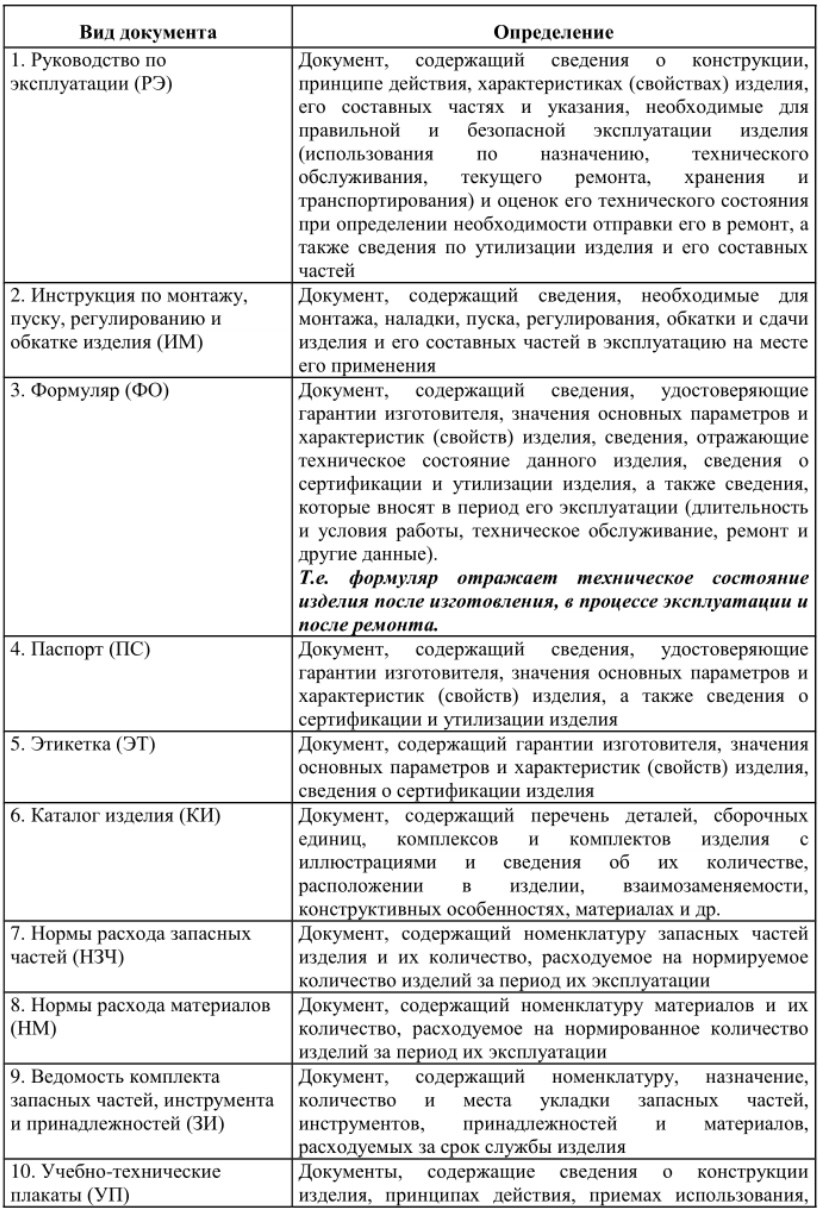 Вид документа
Определение
1. Руководство по
эксплуатации (РЭ)
Документ, содержащий сведения о конструкции,
принципе действия, характеристиках (свойствах) изделия,
его составных частях и указания, необходимые для
правильной и безопасной эксплуатации изделия
(использования по назначению, технического
обслуживания, текущего ремонта, хранения и
транспортирования) и оценок его технического состояния
при определении необходимости отправки его в ремонт, а
также сведения по утилизации изделия и его составных
частей
2. Инструкция по монтажу,
пуску, регулированию и
обкатке изделия (ИМ)
Документ, содержащий сведения, необходимые для
монтажа, наладки, пуска, регулирования, обкатки и сдачи
изделия и его составных частей в эксплуатацию на месте
его применения
3. Формуляр (ФО)
Документ, содержащий сведения, удостоверяющие
гарантии изготовителя, значения основных параметров и
характеристик (свойств) изделия, сведения, отражающие
техническое состояние данного изделия, сведения о
сертификации и утилизации изделия, а также сведения,
которые вносят в период его эксплуатации (длительность
и условия работы, техническое обслуживание, ремонт и
другие данные).
Т.е. формуляр отражает техническое состояние
изделия после изготовления, в процессе эксплуатации и
после ремонта.
4. Паспорт (ПС)
Документ, содержащий сведения, удостоверяющие
гарантии изготовителя, значения основных параметров и
характеристик (свойств) изделия, а также сведения о
сертификации и утилизации изделия
5. Этикетка (ЭТ)
Документ, содержащий гарантии изготовителя, значения
основных параметров и характеристик (свойств) изделия,
сведения о сертификации изделия
6. Каталог изделия (КИ)
Документ, содержащий перечень деталей, сборочных
единиц, комплексов и комплектов изделия с
иллюстрациями и сведения об их количестве,
расположении в изделии, взаимозаменяемости,
конструктивных особенностях, материалах и др.
7. Нормы расхода запасных
частей (НЗЧ)
Документ, содержащий номенклатуру запасных частей
изделия и их количество, расходуемое на нормируемое
количество изделий за период их эксплуатации
8. Нормы расхода материалов
(НМ)
Документ, содержащий номенклатуру материалов и их
количество, расходуемое на нормированное количество
изделий за период их эксплуатации
9. Ведомость комплекта
запасных частей, инструмента
и принадлежностей (ЗИ)
Документ, содержащий номенклатуру, назначение,
количество и места укладки запасных частей,
инструментов, принадлежностей и материалов,
расходуемых за срок службы изделия
10. Учебно-технические
плакаты (УП)
Документы, содержащие сведения о конструкции
изделия, принципах действия, приемах использования,